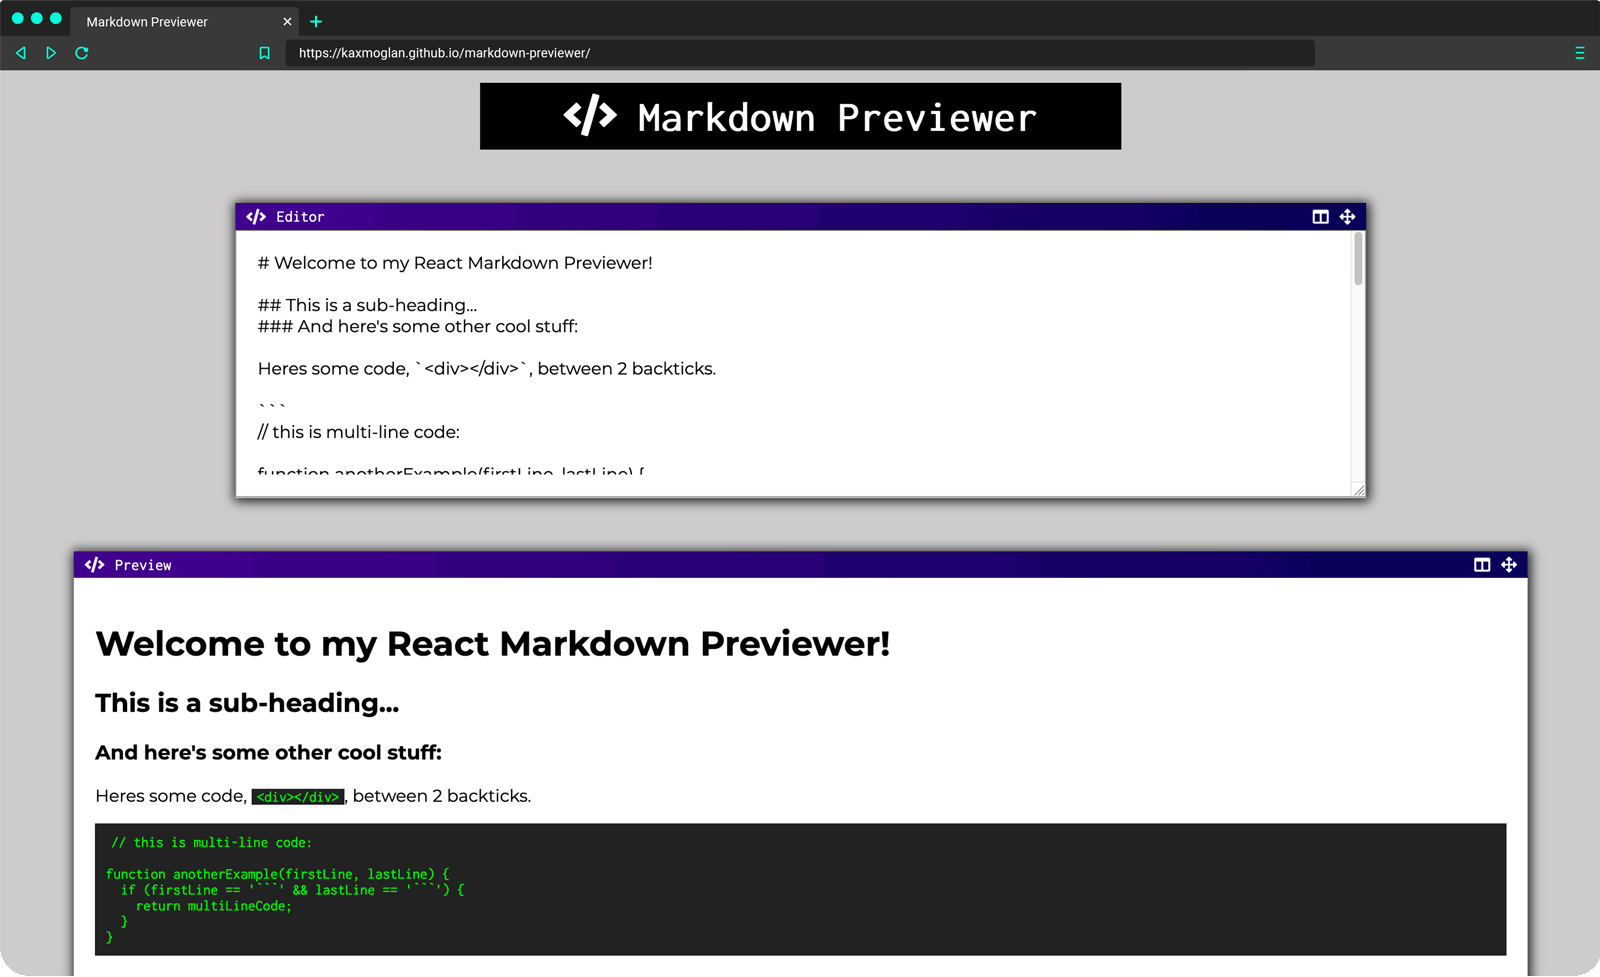 Markdown Previewer
https://kaxmoglan.github.io/markdown-previewer/
</> Markdown Previewer
</> Editor
# Welcome to my React Markdown Previewer!
## This is a sub-heading...
### And here's some other cool stuff:
Heres some code, `<div></div>`, between 2 backticks.
```
// this is multi-line code:
function anotherExample(firstLine, lastLine) {
</> Preview
Welcome to my React Markdown Previewer!
This is a sub-heading...
And here's some other cool stuff:
Heres some code, <div></div>, between 2 backticks.
// this is multi-line code:
function anotherExample(firstLine, lastLine) {
if (firstLine == '```' && lastLine == '```') {
return multiLineCode;
}
}